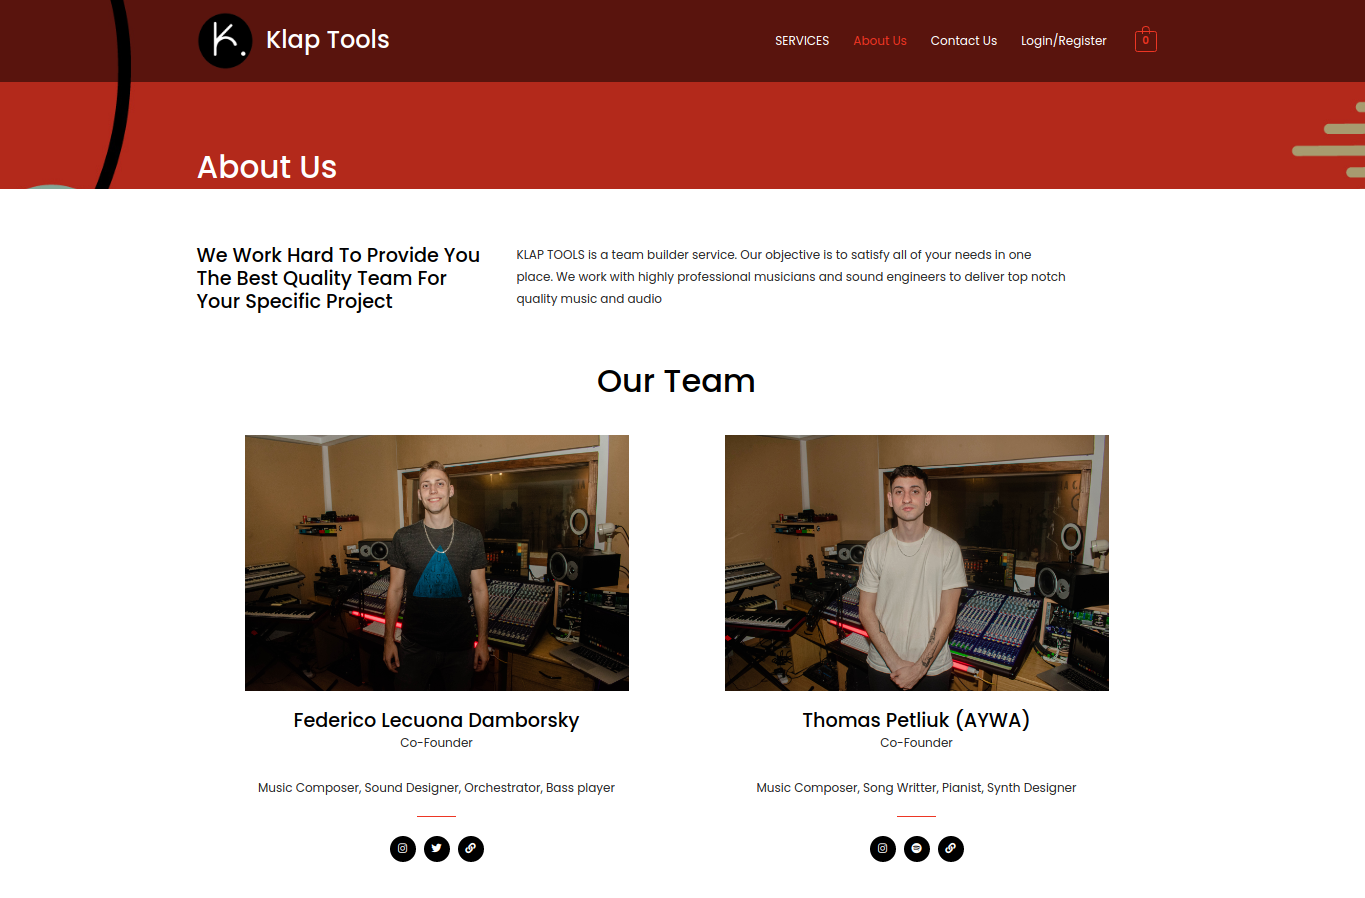 K.
Klap Tools
SERVICES
About Us
Contact Us
Login/Register
0
About Us
We Work Hard To Provide You
The Best Quality Team For
Your Specific Project
KLAP TOOLS is a team builder service. Our objective is to satisfy all of your needs in one
place. We work with highly professional musicians and sound engineers to deliver top notch
quality music and audio
Our Team
Federico Lecuona Damborsky
Co-Founder
Music Composer, Sound Designer, Orchestrator, Bass player
Thomas Petliuk (AYWA)
Co-Founder
Music Composer, Song Writter, Pianist, Synth Designer